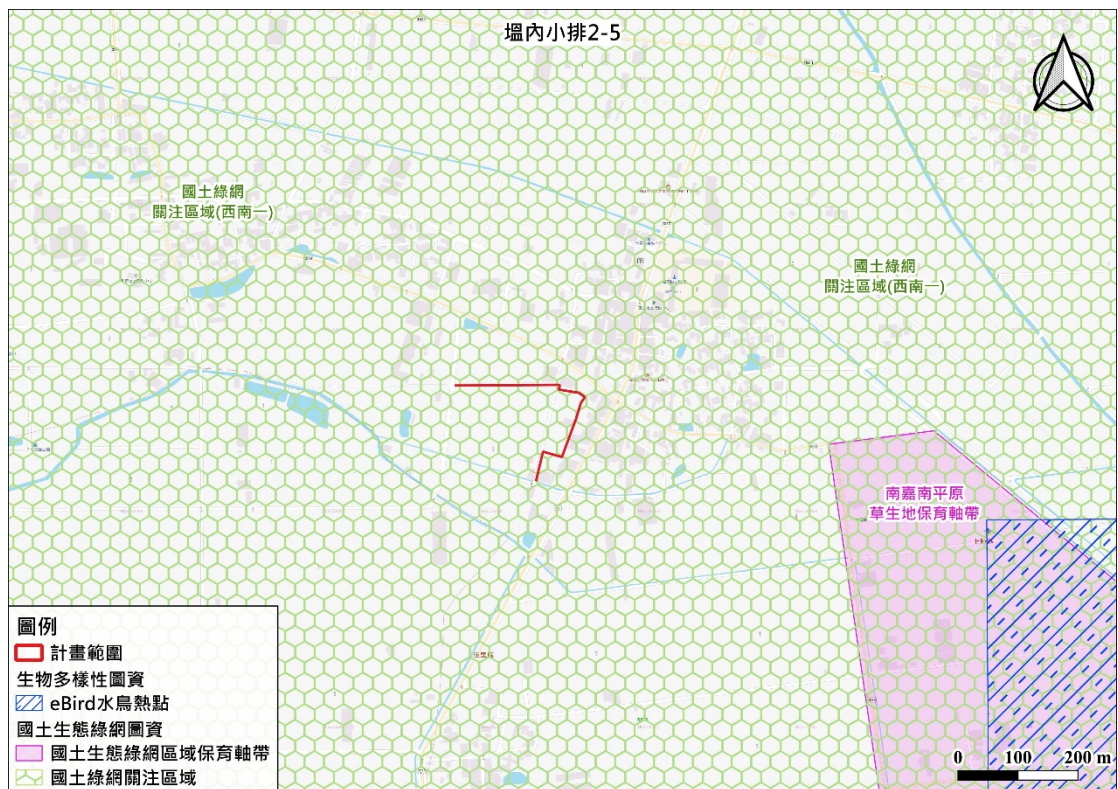 塭內小排2-5
國土綠網
關注區域(西南一)
國土綠網
關注區域(西南一)
南嘉南平原
草生地保育軸帶
圖例
計畫範圍
生物多樣性圖資
eBird水鳥熱點
國土生態綠網圖資
國土生態綠網區域保育軸帶
國土綠網關注區域
0 100 200 m